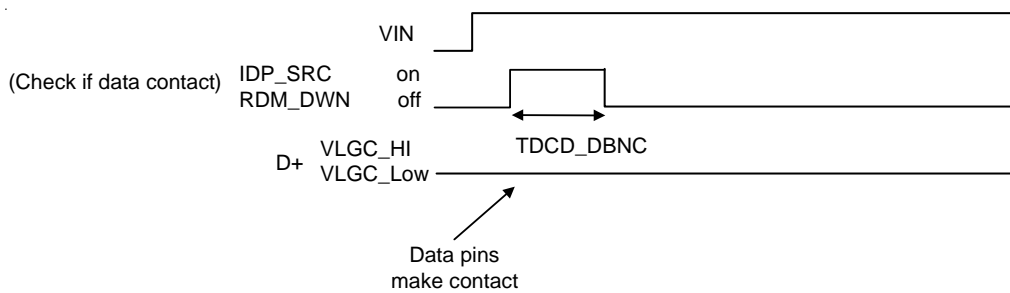 VIN
(Check if data contact) IDP_SRC on
RDM_DWN off
TDCD_DBNC
D+ VLGC_HI
VLGC_Low
Data pins
make contact